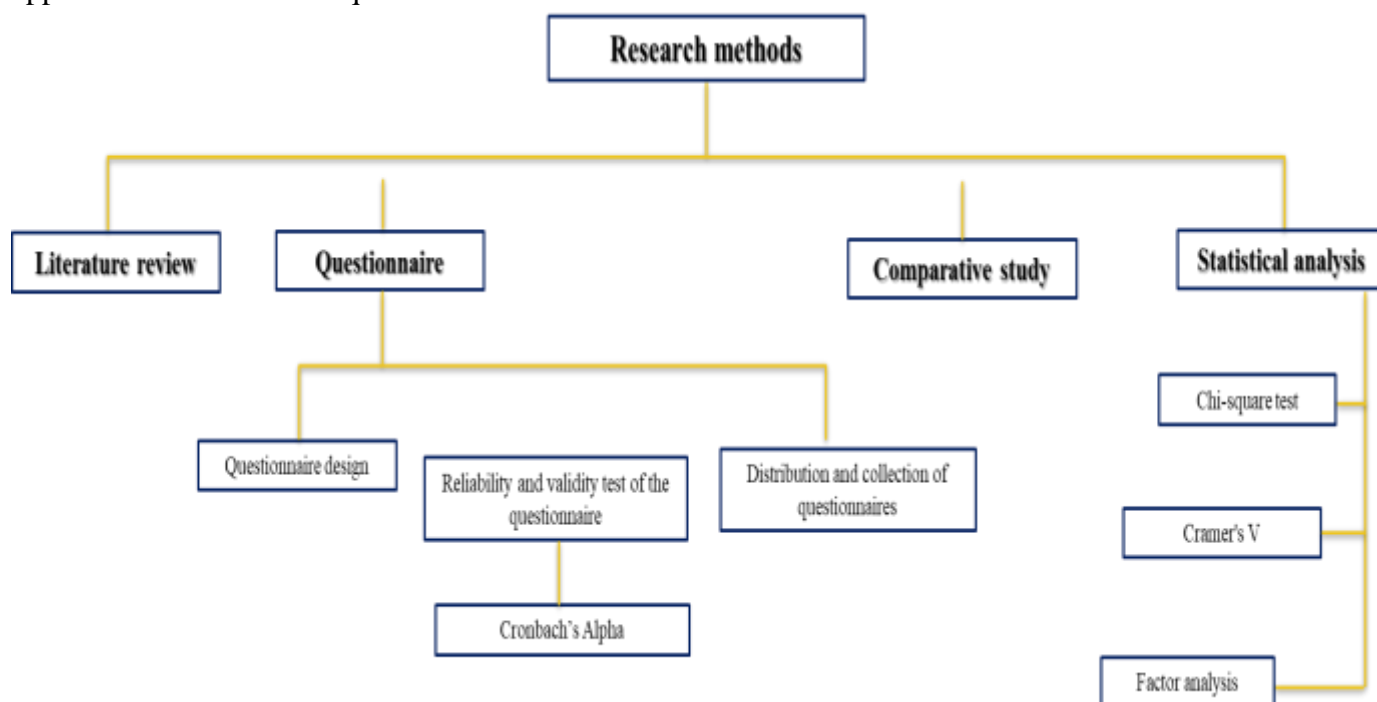 Research methods
Literature review
Questionnaire
Comparative study
Statistical analysis
Questionnaire design
Reliability and validity test of the
questionnaire
Distribution and collection of
questionnaires
Cronbach's Alpha
Chi-square test
Cramer's V
Factor analysis